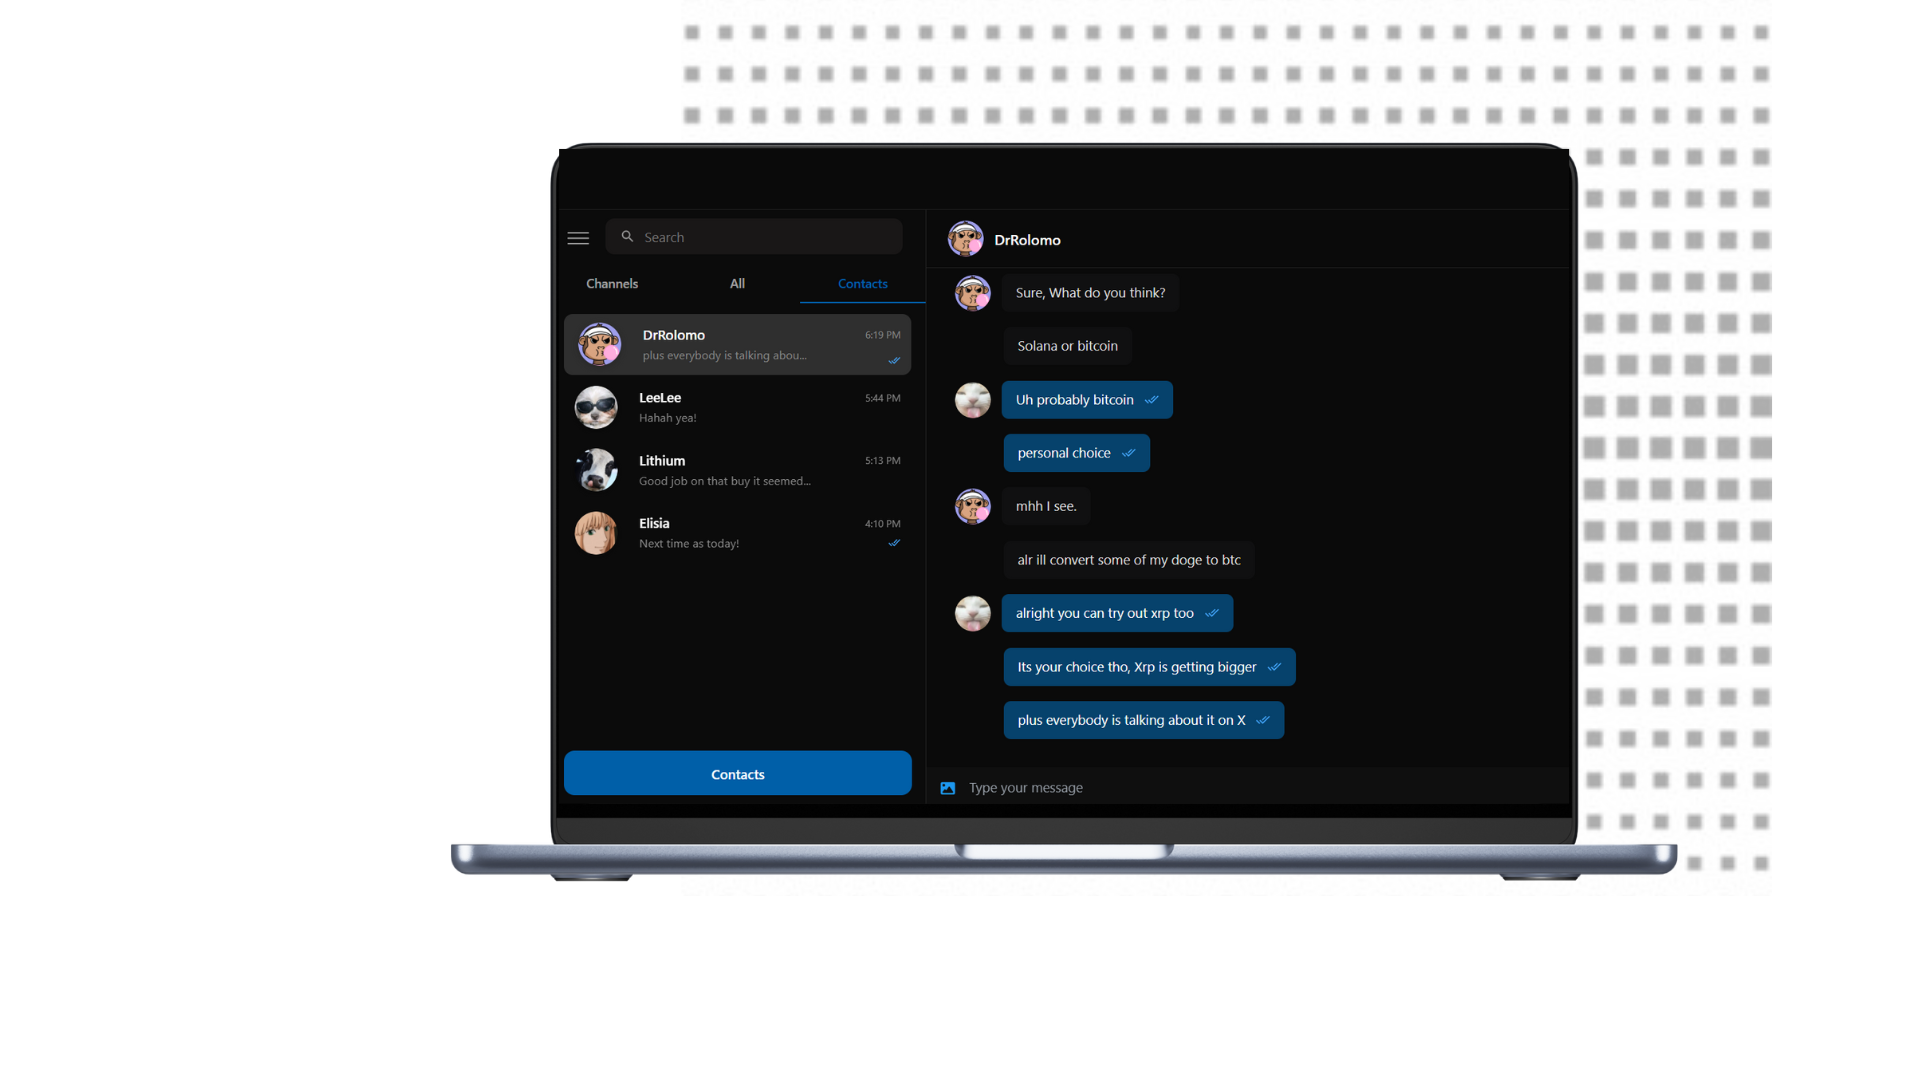 Search
Channels
All
Contacts
DrRolomo
6:19 PM
plus everybody is talking abou...
LeeLee
5:44 PM
Hahah yea!
Lithium
5:13 PM
Good job on that buy it seemed...
Elisia
4:10 PM
Next time as today!
Contacts
DrRolomo
Sure, What do you think?
Solana or bitcoin
Uh probably bitcoin
personal choice
mhh I see.
alr ill convert some of my doge to btc
alright you can try out xrp too
Its your choice tho, Xrp is getting bigger
plus everybody is talking about it on X
Type your message